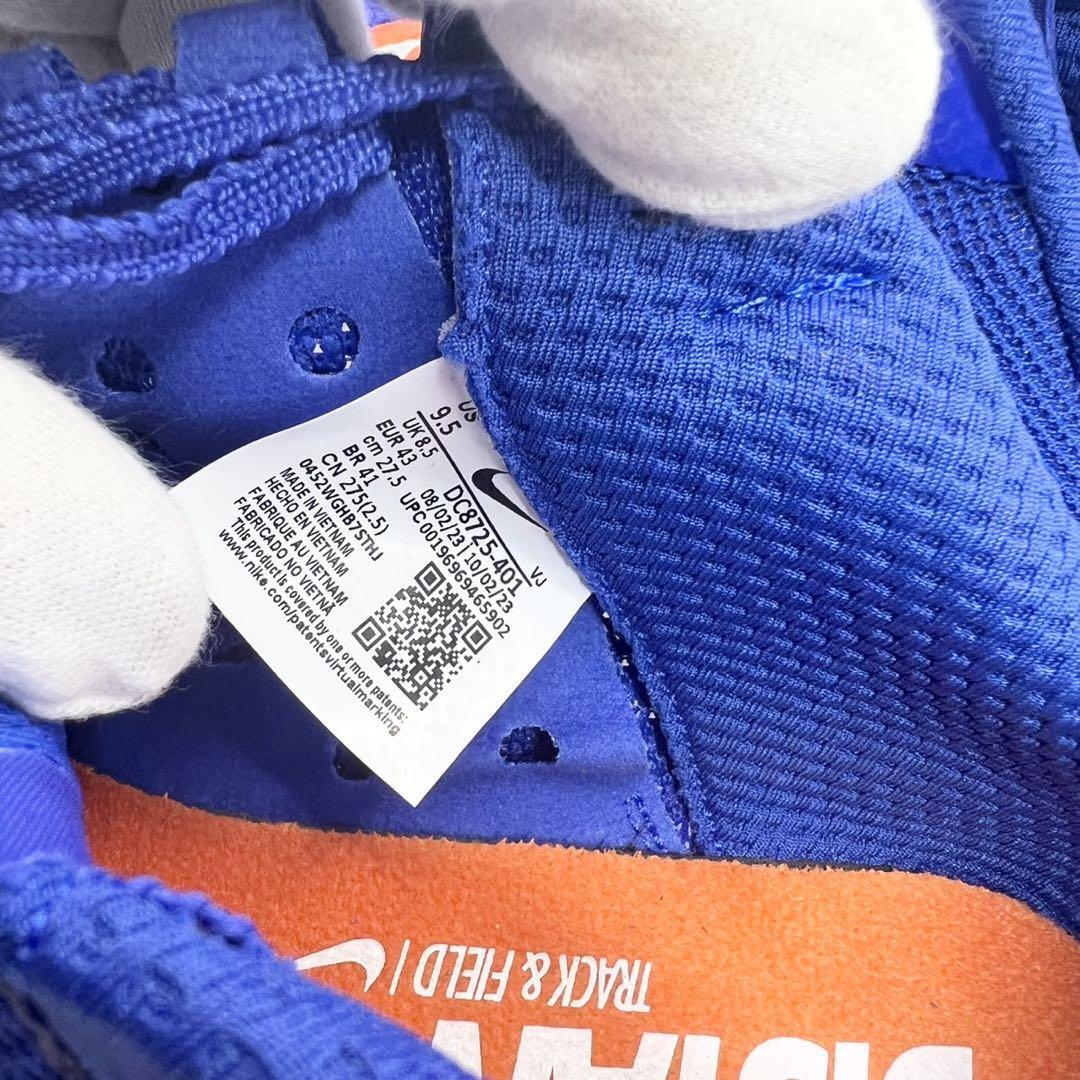 US
9.5
UK 8.5
EUR 43
cm 27.5
BR 41
CN 275(2.5)
0452WGHB7STHJ
MADE IN VIETNAM
HECHO EN VIETNAM
FABRIQUE AU VIETNAM
FABRICADO NO VIETNÃ
This product is covered by one or more patents:
www.nike.com/patentsvirtualmarking
DC8725-401
VJ
08/02/23 | 10/02/23
UPC 00196969465902
| TRACK & FIELD